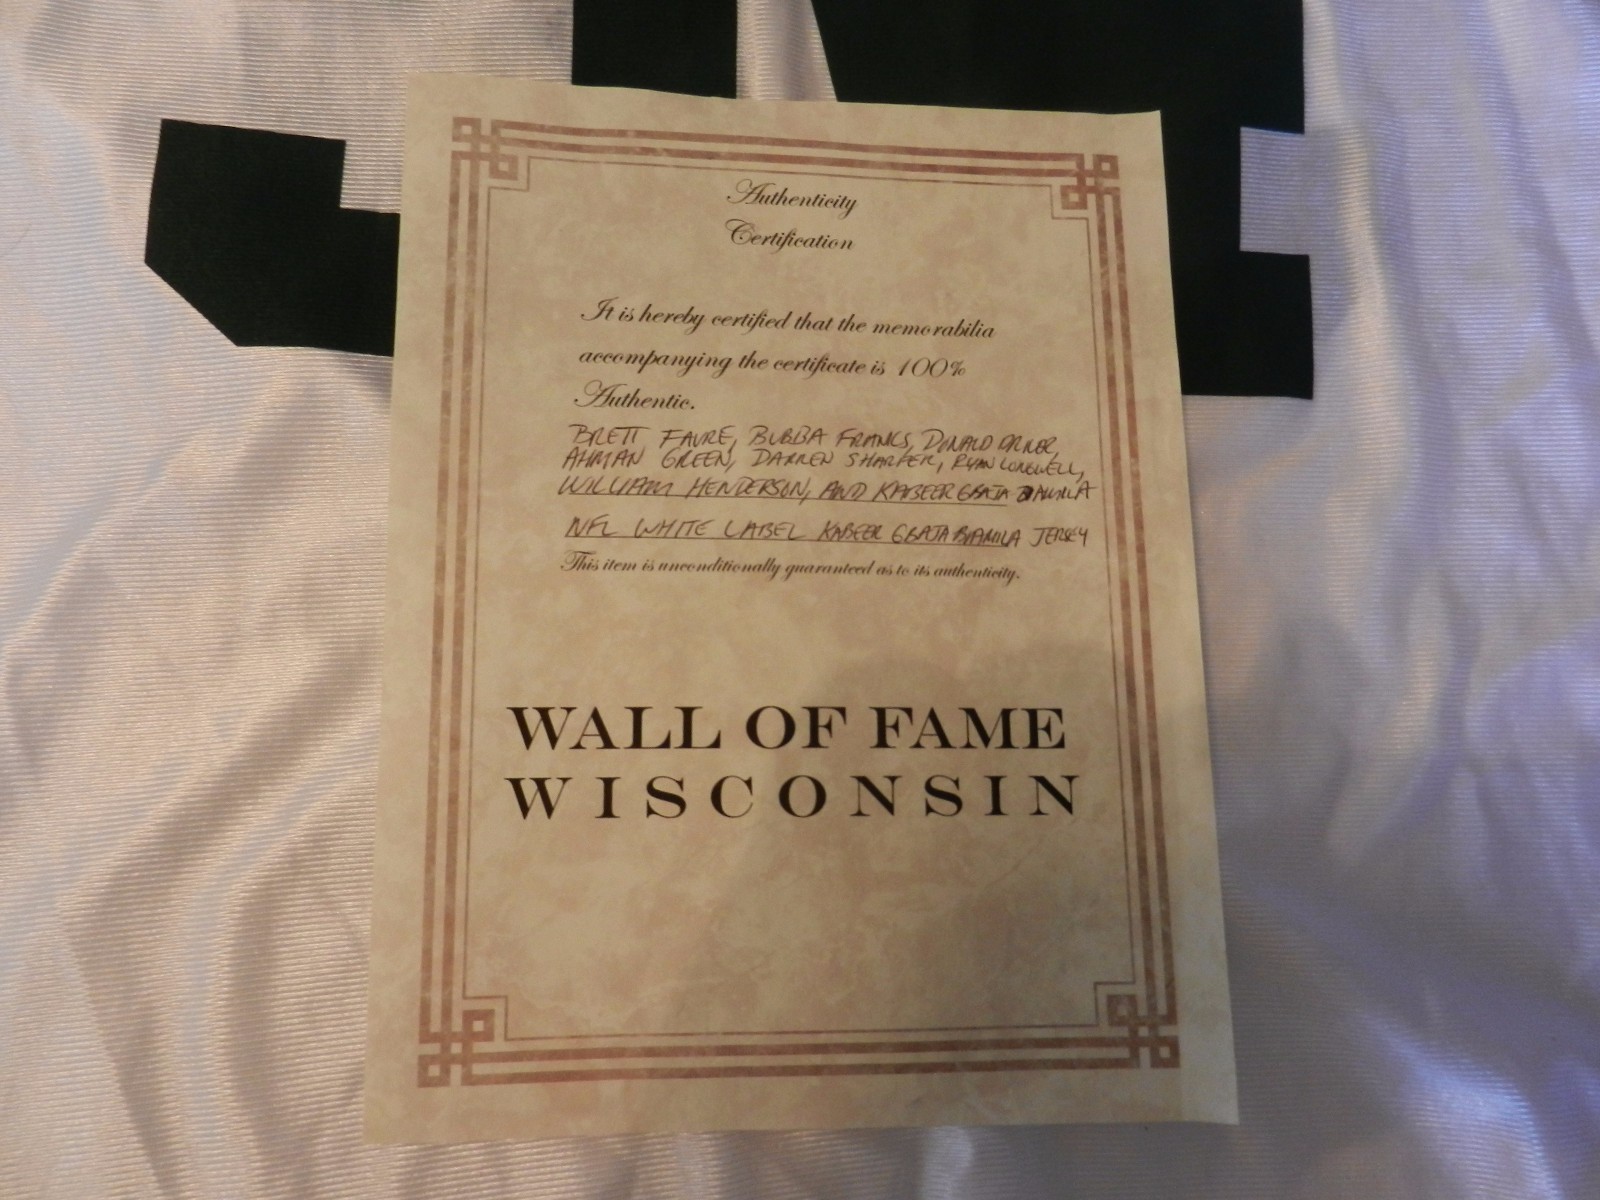 Authenticity
Certification
It is hereby certified that the memorabilia
accompanying the certificate is 100%
Authentic.
BRETT FAVRE, BUBBA FRANKS, DONALD DRIVER,
AHMAN GREEN, DARREN SHARPER, RYAN LONGWELL,
WILLIAM HENDERSON, AND KABEER GBAJA
NFL WHITE LABEL KABEER GBAJA BIAMILA JERSEY
This item is unconditionally guaranteed as to its authenticity.
WALL OF FAME
WISCONSIN